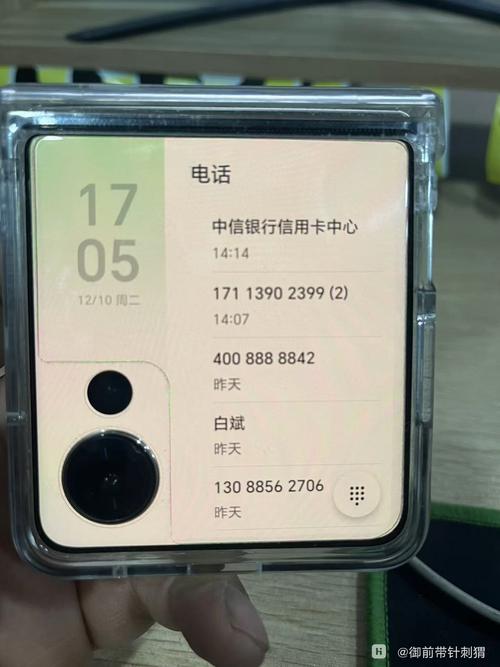 17
05
12/10 周二
电话
中信银行信用卡中心
14:14
171 1390 2399 (2)
14:07
400 888 8842
昨天
白斌
昨天
130 8856 2706
昨天
@御前带针刺猬